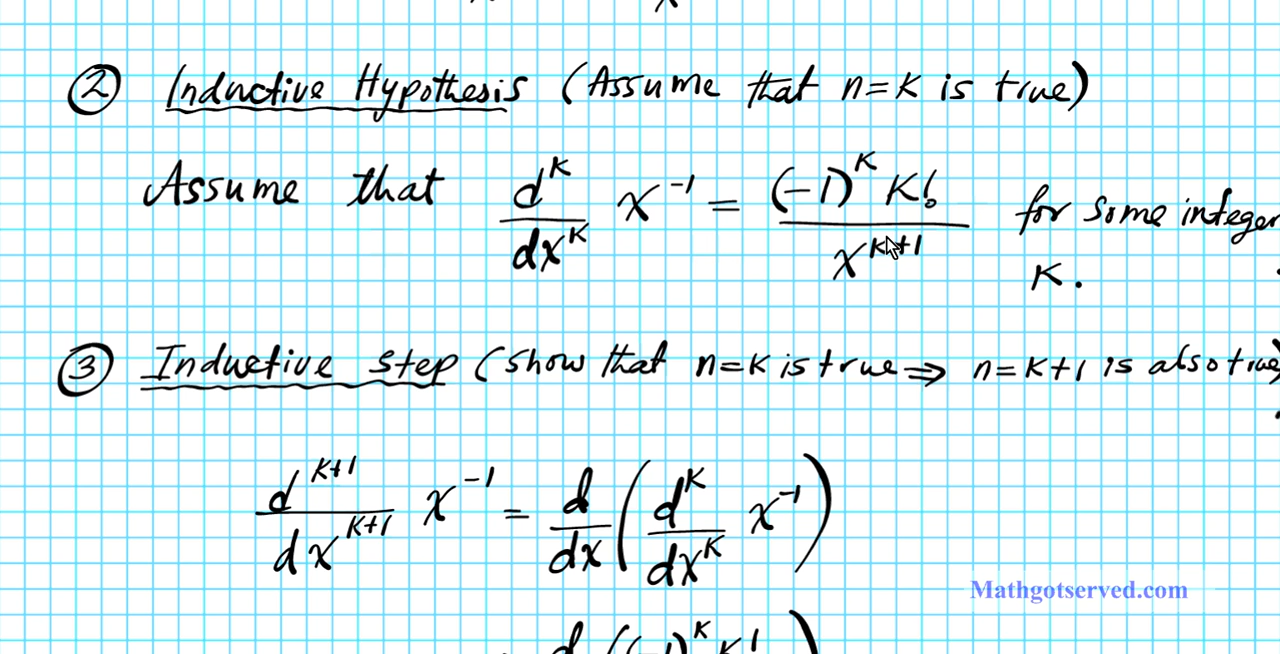 ② Inductive Hypothesis (Assume that n=K is true)
Assume that d^K/dx^K x^-1 = (-1)^K K!/x^(K+1) for some integer
K.
③ Inductive Step (Show that n=K is true ⇒ n=K+1 is also true)
d^(K+1)/dx^(K+1) x^-1 = d/dx (d^K/dx^K x^-1)
Mathgotserved.com